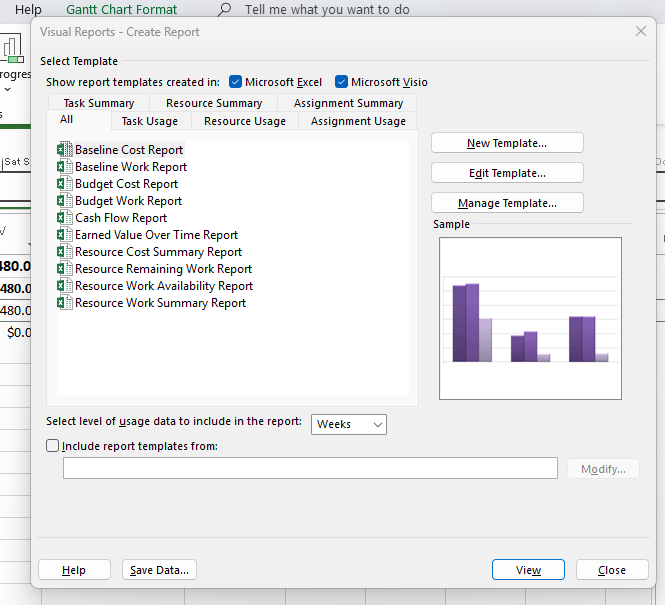 Help Gantt Chart Format Tell me what you want to do
Visual Reports - Create Report
Select Template
Show report templates created in: Microsoft Excel Microsoft Visio
Task Summary Resource Summary Assignment Summary
All Task Usage Resource Usage Assignment Usage
Baseline Cost Report
Baseline Work Report
Budget Cost Report
Budget Work Report
Cash Flow Report
Earned Value Over Time Report
Resource Cost Summary Report
Resource Remaining Work Report
Resource Work Availability Report
Resource Work Summary Report
New Template...
Edit Template...
Manage Template...
Sample
Select level of usage data to include in the report: Weeks
Include report templates from:
Modify...
Help Save Data... View Close
Sat S
480.0
480.0
480.0
$0.0